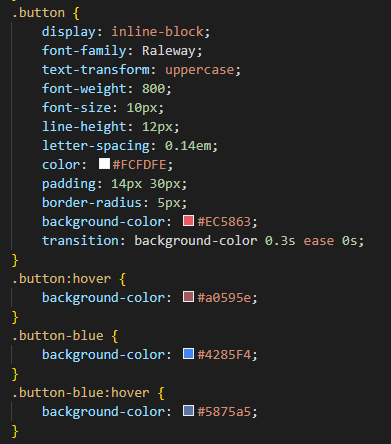 .button {
    display: inline-block;
    font-family: Raleway;
    text-transform: uppercase;
    font-weight: 800;
    font-size: 10px;
    line-height: 12px;
    letter-spacing: 0.14em;
    color: #FCFDFE;
    padding: 14px 30px;
    border-radius: 5px;
    background-color: #EC5863;
    transition: background-color 0.3s ease 0s;
}
.button:hover {
    background-color: #a0595e;
}
.button-blue {
    background-color: #4285F4;
}
.button-blue:hover {
    background-color: #5875a5;
}